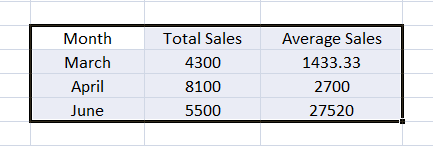 Month Total Sales Average Sales
March 4300 1433.33
April 8100 2700
June 5500 27520